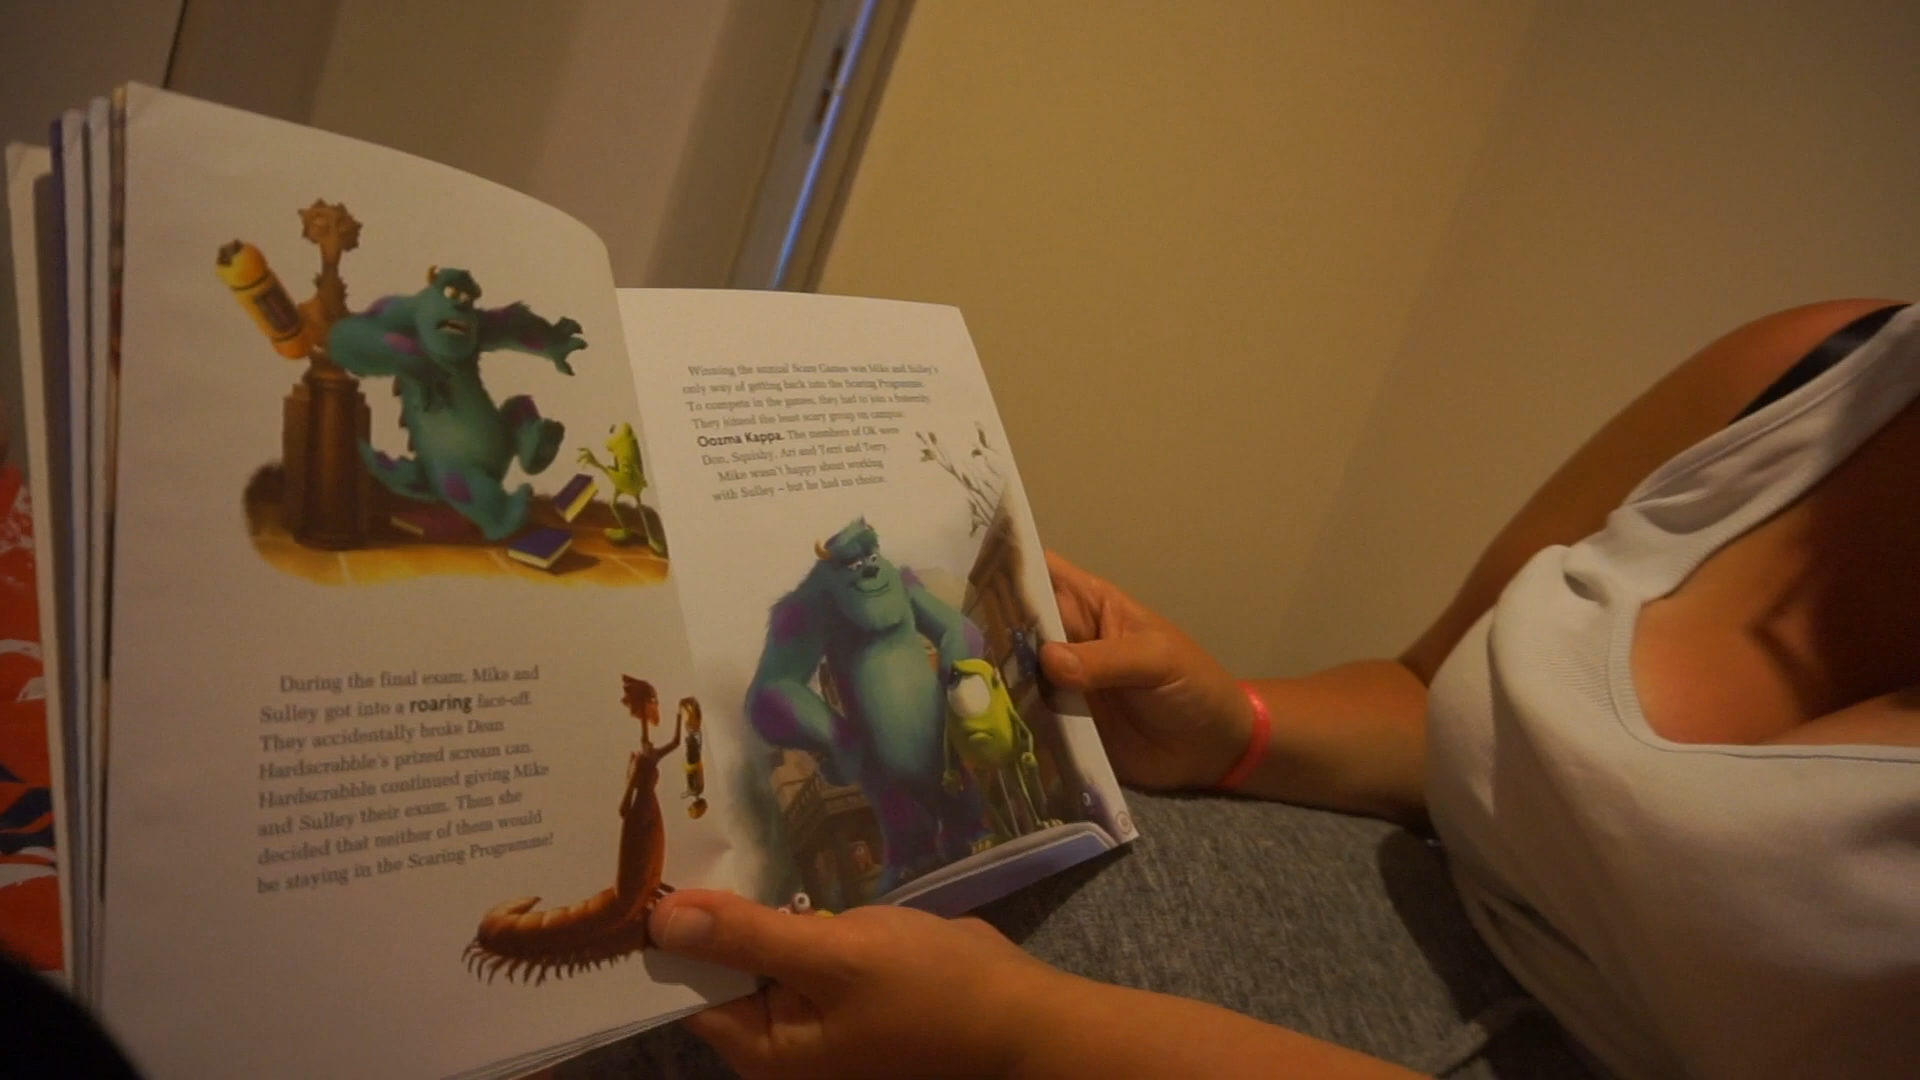 During the final exam, Mike and
Sulley got into a roaring face-off.
They accidentally broke Dean
Hardscrabble's prized scream can.
Hardscrabble continued giving Mike
and Sulley their exam. Then she
decided that neither of them would
be staying in the Scaring Programme!
Winning the annual Scare Games was Mike and Sulley's
only way of getting back into the Scaring Programme.
To compete in the games, they had to join a fraternity.
They joined the least scary group on campus:
Oozma Kappa. The members of OK were
Don, Squishy, Art and Terri and Terry.
Mike wasn't happy about working
with Sulley – but he had no choice.